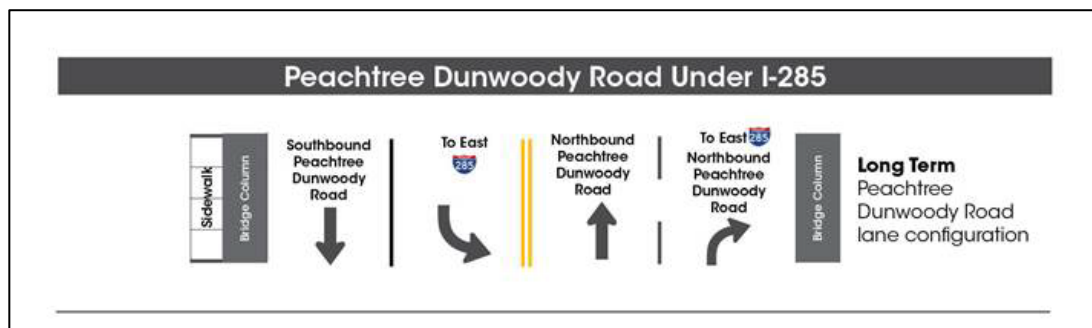 Peachtree Dunwoody Road Under I-285
Sidewalk
Bridge Column
Southbound
Peachtree
Dunwoody
Road
To East
285
Northbound
Peachtree
Dunwoody
Road
To East 285
Northbound
Peachtree
Dunwoody
Road
Bridge Column
Long Term
Peachtree
Dunwoody Road
lane configuration